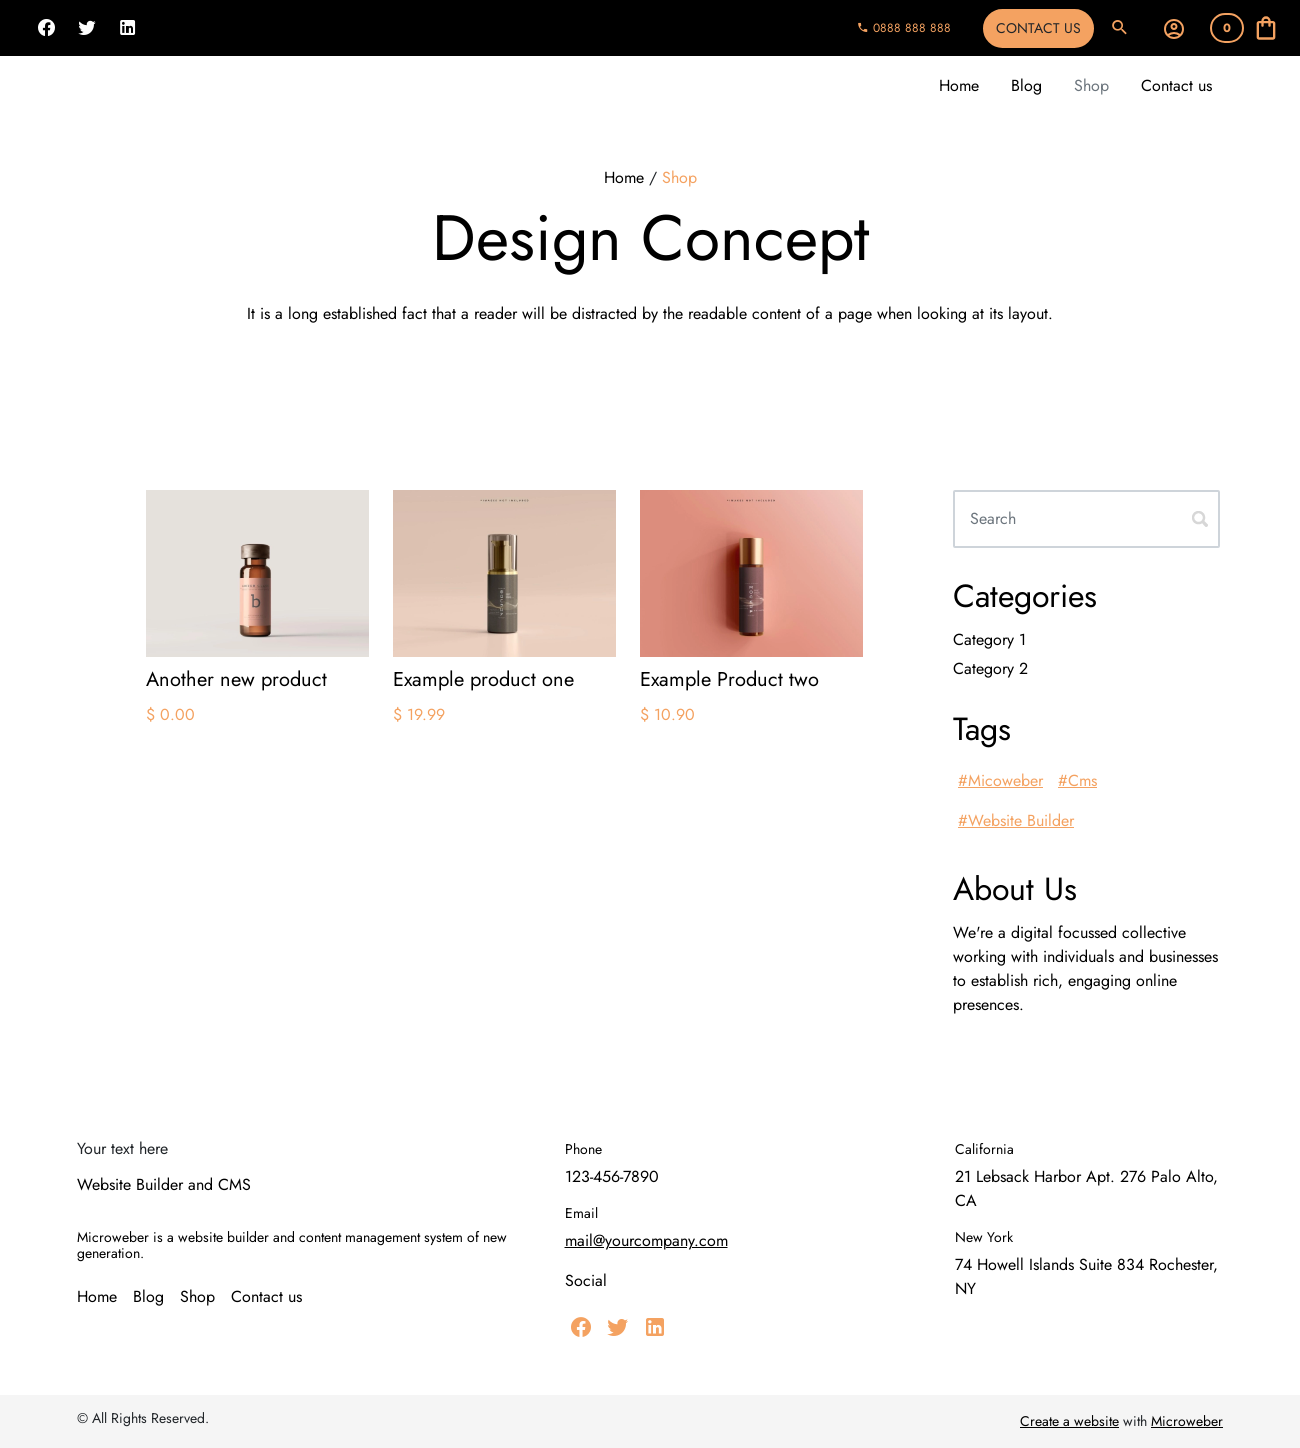 0888 888 888
CONTACT US
0
Home
Blog
Shop
Contact us
Home / Shop
Design Concept
It is a long established fact that a reader will be distracted by the readable content of a page when looking at its layout.
Search
b
Another new product
$ 0.00
Example product one
$ 19.99
Example Product two
$ 10.90
Categories
Category 1
Category 2
Tags
#Micoweber #Cms
#Website Builder
About Us
We're a digital focussed collective
working with individuals and businesses
to establish rich, engaging online
presences.
Your text here
Website Builder and CMS
Microweber is a website builder and content management system of new
generation.
Home Blog Shop Contact us
Phone
123-456-7890
Email
mail@yourcompany.com
Social
California
21 Lebsack Harbor Apt. 276 Palo Alto,
CA
New York
74 Howell Islands Suite 834 Rochester,
NY
© All Rights Reserved.
Create a website with Microweber